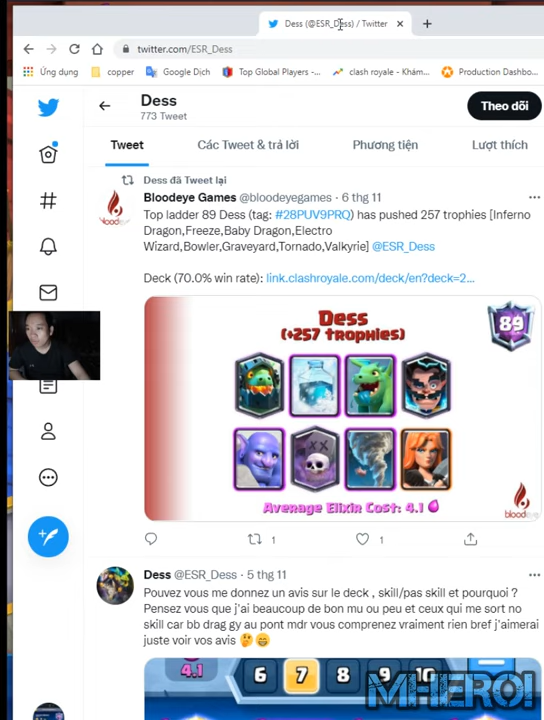 Dess (@ESR_Dess) / Twitter
twitter.com/ESR_Dess
Ứng dụng
copper
Google Dịch
Top Global Players -...
clash royale - Khám...
Production Dashbo...
Dess
773 Tweet
Theo dõi
Tweet
Các Tweet & trả lời
Phương tiện
Lượt thích
Dess đã Tweet lại
Bloodeye Games @bloodeyegames · 6 thg 11
Top ladder 89 Dess (tag: #28PUV9PRQ) has pushed 257 trophies [Inferno
Dragon,Freeze,Baby Dragon,Electro
Wizard,Bowler,Graveyard,Tornado,Valkyrie] @ESR_Dess
Deck (70.0% win rate): link.clashroyale.com/deck/en?deck=2...
Dess
(+257 trophies)
89
Average Elixir Cost: 4.1
bloodeye
1
1
Dess @ESR_Dess · 5 thg 11
Pouvez vous me donnez un avis sur le deck , skill/pas skill et pourquoi ?
Pensez vous que j'ai beaucoup de bon mu ou peu et ceux qui me sort no
skill car bb drag gy au pont mdr vous comprenez vraiment rien bref j'aimerai
juste voir vos avis 🤔😁
4.1
6 7 8 9 10
MHERO!